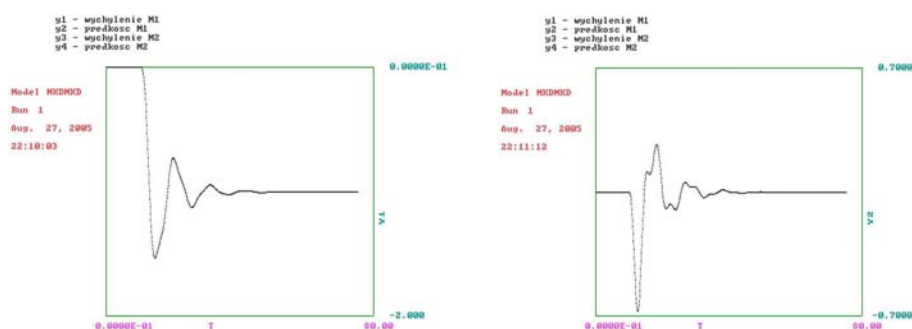 y1 - wychylenie M1
y2 - predkosc M1
y3 - wychylenie M2
y4 - predkosc M2
0.0000E-01
Model MKDMKD
Run 1
Aug. 27, 2005
22:10:03
Y1
-2.000
0.0000E-01 T 80.00
y1 - wychylenie M1
y2 - predkosc M1
y3 - wychylenie M2
y4 - predkosc M2
0.7000
Model MKDMKD
Run 1
Aug. 27, 2005
22:11:12
Y2
-0.7000
0.0000E-01 T 80.00